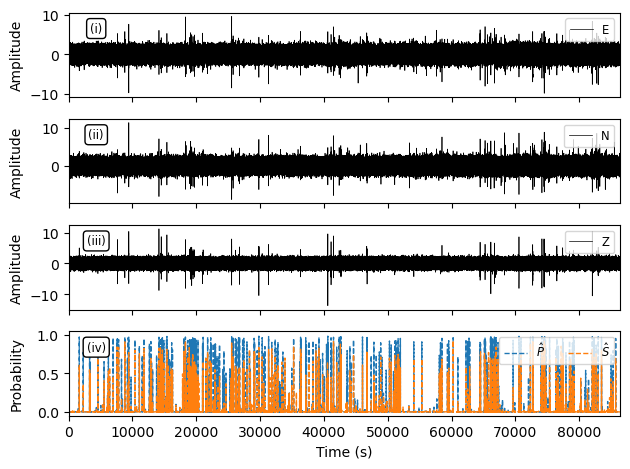 10
0
−10
Amplitude
(i)
E
10
0
Amplitude
(ii)
N
10
0
−10
Amplitude
(iii)
Z
1.0
0.5
0.0
Probability
(iv)
P̂
Ŝ
0 10000 20000 30000 40000 50000 60000 70000 80000
Time (s)